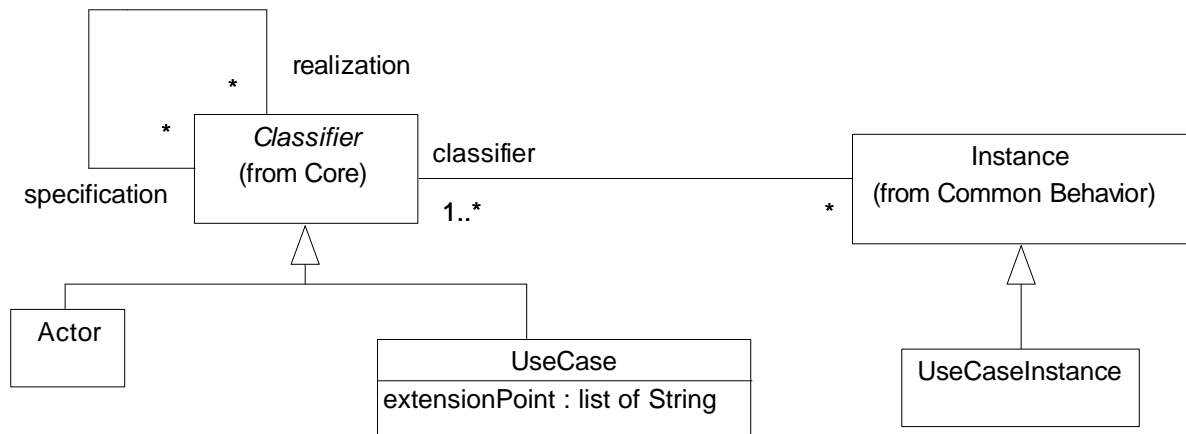 realization
*
*
Classifier
(from Core)
specification
classifier
1..*
*
Instance
(from Common Behavior)
Actor
UseCase
extensionPoint : list of String
UseCaseInstance